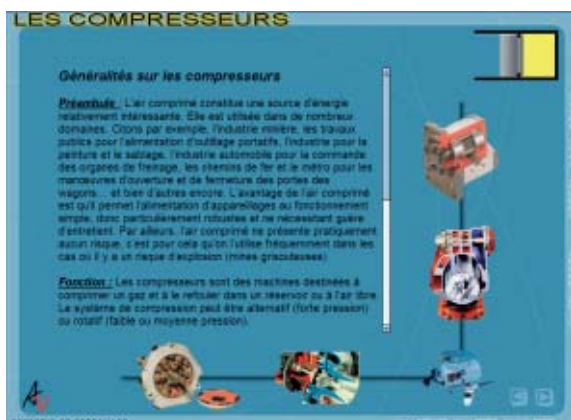 LES COMPRESSEURS
Généralités sur les compresseurs
Préambule : L'air comprimé constitue une source d'énergie
relativement intéressante. Elle est utilisée dans de nombreux
domaines. Citons par exemple, l'industrie minière, les travaux
publics pour l'alimentation d'outillage portatifs, l'industrie pour la
peinture et le sablage, l'industrie automobile pour la commande
des organes de freinage, les chemins de fer et le métro pour les
manœuvres d'ouverture et de fermeture des portes des
wagons... et bien d'autres encore. L'avantage de l'air comprimé
est qu'il permet l'alimentation d'appareillages au fonctionnement
simple, donc particulièrement robustes et ne nécessitant guère
d'entretient. Par ailleurs, l'air comprimé ne présente pratiquement
aucun risque, c'est pour cela qu'on l'utilise fréquemment dans les
cas où il y a un risque d'explosion (mines grisouteuses)
Fonction : Les compresseurs sont des machines destinées à
comprimer un gaz et à le refouler dans un réservoir ou à l'air libre.
Le système de compression peut être alternatif (forte pression)
ou rotatif (faible ou moyenne pression).